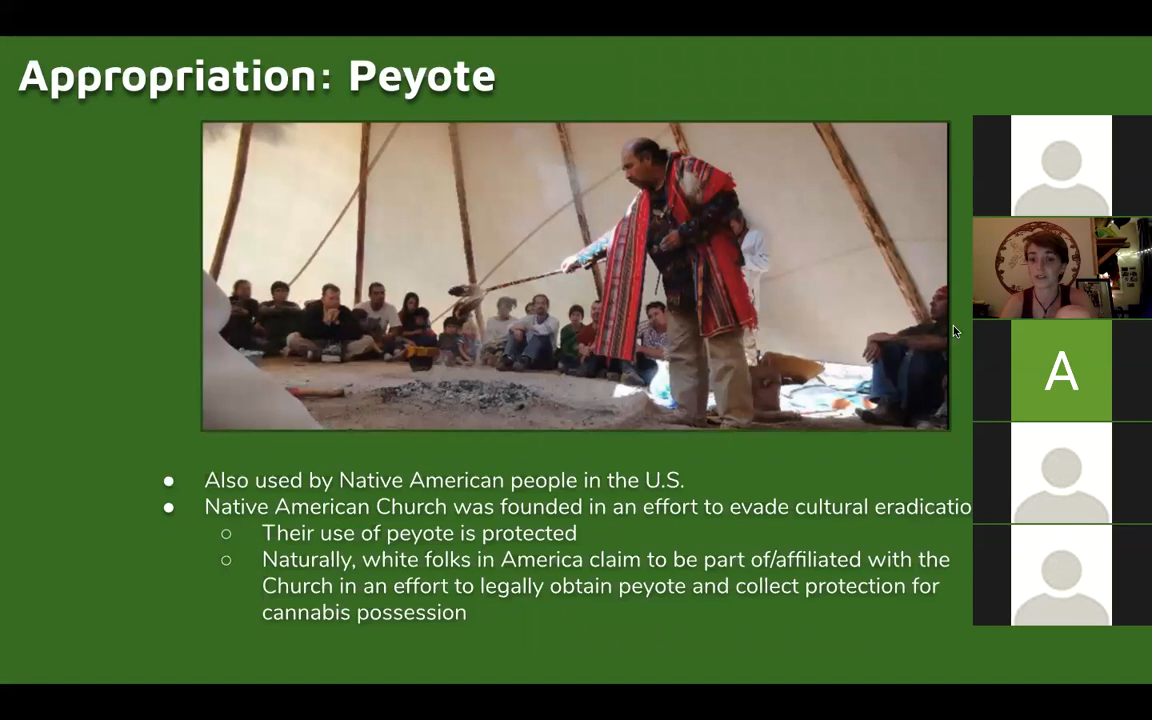 Appropriation: Peyote
A
● Also used by Native American people in the U.S.
● Native American Church was founded in an effort to evade cultural eradicatio
○ Their use of peyote is protected
○ Naturally, white folks in America claim to be part of/affiliated with the
Church in an effort to legally obtain peyote and collect protection for
cannabis possession